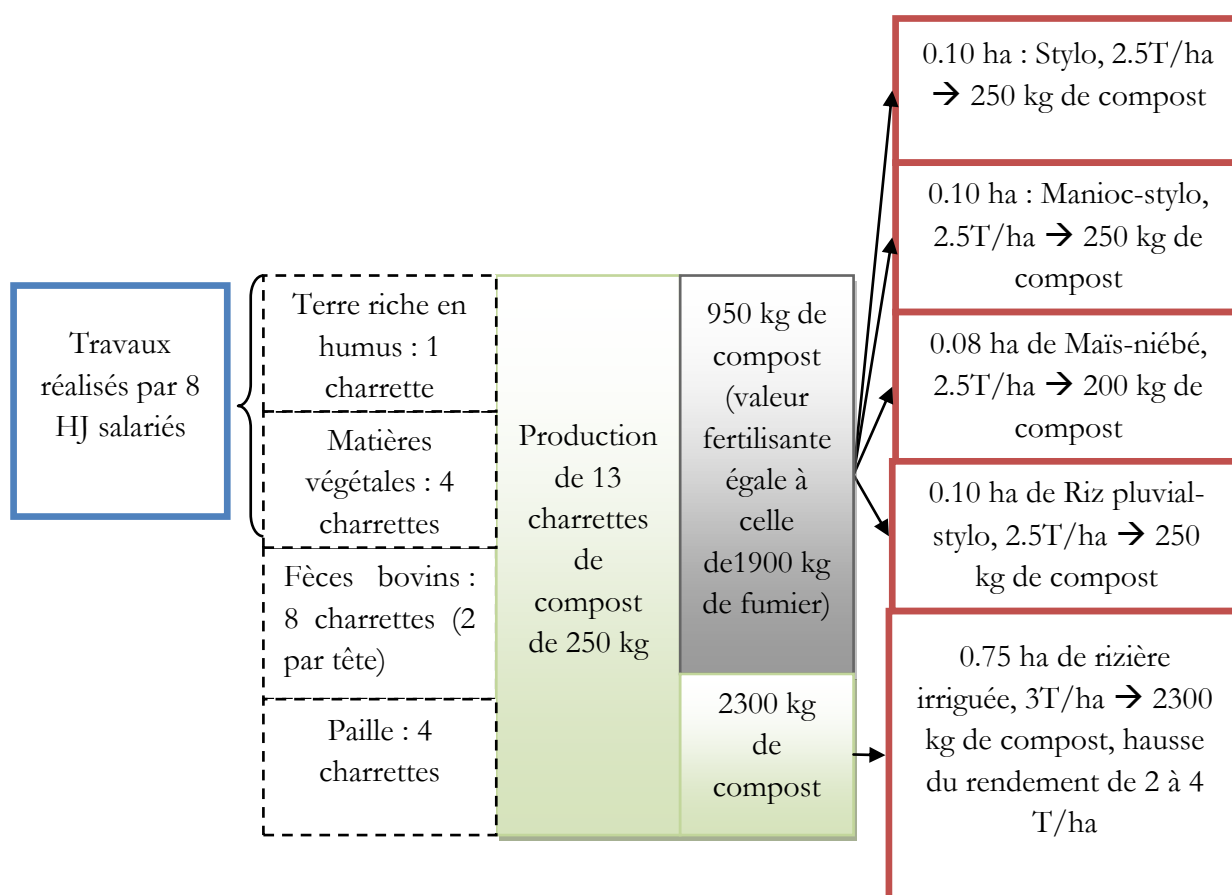 Travaux
réalisés par 8
HJ salariés
Terre riche en
humus : 1
charrette
Matières
végétales : 4
charrettes
Fèces bovins :
8 charrettes (2
par tête)
Paille : 4
charrettes
Production
de 13
charrettes
de
compost
de 250 kg
950 kg de
compost
(valeur
fertilisante
égale à
celle
de1900 kg
de fumier)
2300 kg
de
compost
0.10 ha : Stylo, 2.5T/ha
→ 250 kg de compost
0.10 ha : Manioc-stylo,
2.5T/ha → 250 kg de
compost
0.08 ha de Maïs-niébé,
2.5T/ha → 200 kg de
compost
0.10 ha de Riz pluvial-
stylo, 2.5T/ha → 250
kg de compost
0.75 ha de rizière
irriguée, 3T/ha → 2300
kg de compost, hausse
du rendement de 2 à 4
T/ha